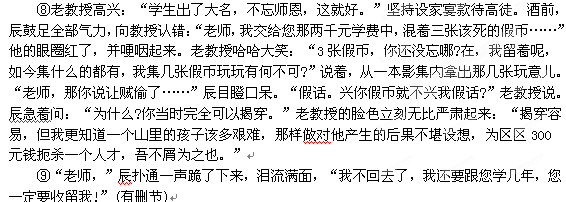 ⑧老教授高兴：“学生出了大名，不忘师恩，这就好。”坚持设家宴款待高徒。酒前，
辰鼓足全部气力，向教授认错：“老师，我交给您那两千元学费中，混着三张该死的假币……”
他的眼圈红了，并哽咽起来。老教授哈哈大笑：“3张假币，你还没忘哪?在，我留着呢，
如今集什么的都有，我集几张假币玩玩有何不可?”说着，从一本影集内拿出那几张玩意儿。
“老师，那你说让贼偷了……”辰目瞪口呆。“假话。兴你假币就不兴我假话？”老教授说。
辰急着问：“为什么?你当时完全可以揭穿。”老教授的脸色立刻无比严肃起来：“揭穿容
易，但我更知道一个山里的孩子该多艰难，那样做对他产生的后果不堪设想，为区区 300
元钱扼杀一个人才，吾不屑为之也。”
⑨“老师，”辰扑通一声跪了下来，泪流满面，“我不回去了，我还要跟您学几年，您
一定要收留我!”(有删节)